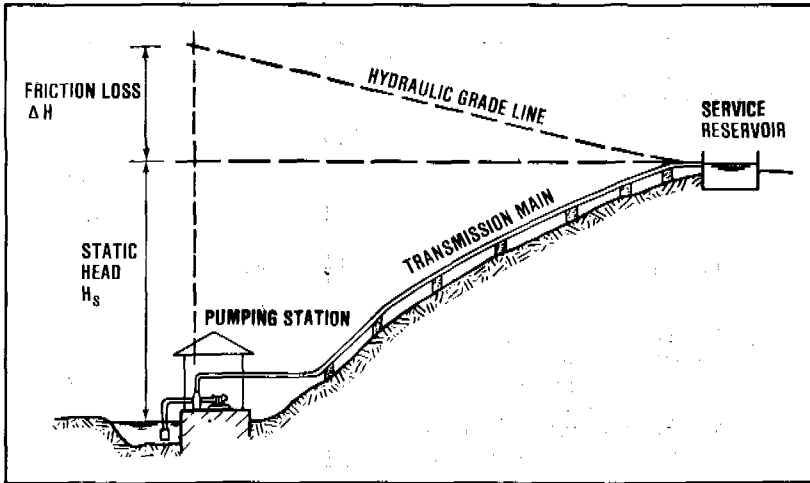 FRICTION LOSS
ΔH
HYDRAULIC GRADE LINE
SERVICE
RESERVOIR
STATIC
HEAD
Hs
TRANSMISSION MAIN
PUMPING STATION